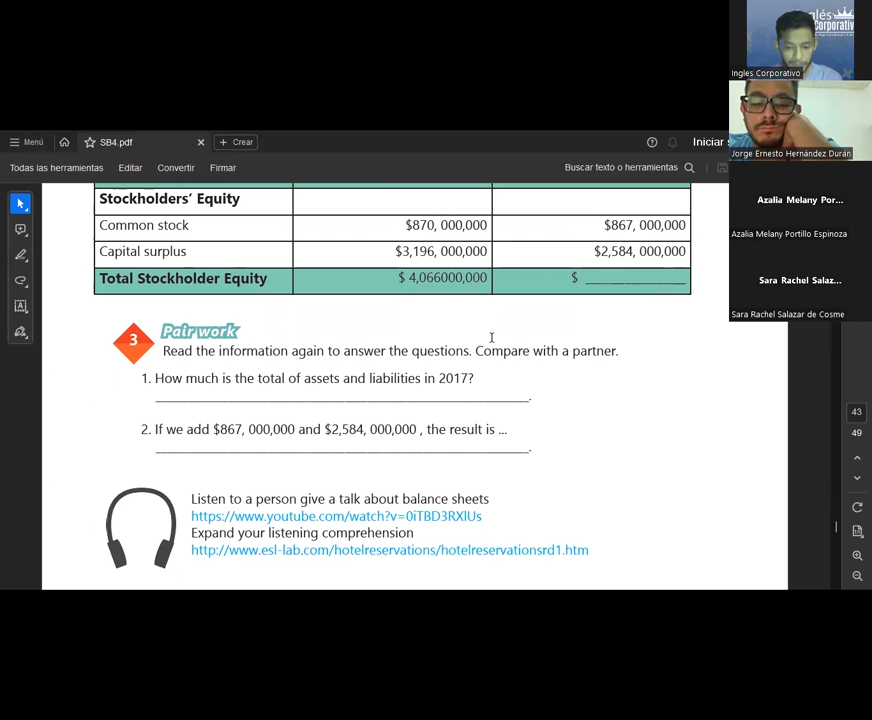 glés
Corporativo
Ingles Corporativo
Menú
SB4.pdf
Crear
Iniciar
Jorge Ernesto Hernández Durán
Todas las herramientas
Editar
Convertir
Firmar
Buscar texto o herramientas
Azalia Melany Por...
Azalia Melany Portillo Espinoza
Sara Rachel Salaz...
Sara Rachel Salazar de Cosme
Stockholders’ Equity
Common stock $870, 000,000 $867, 000,000
Capital surplus $3,196, 000,000 $2,584, 000,000
Total Stockholder Equity $ 4,066000,000 $ ______________
3
Pair work
Read the information again to answer the questions. Compare with a partner.
1. How much is the total of assets and liabilities in 2017?
______________________________________________.
2. If we add $867, 000,000 and $2,584, 000,000 , the result is ...
______________________________________________.
Listen to a person give a talk about balance sheets
https://www.youtube.com/watch?v=0iTBD3RXlUs
Expand your listening comprehension
http://www.esl-lab.com/hotelreservations/hotelreservationsrd1.htm
43
49